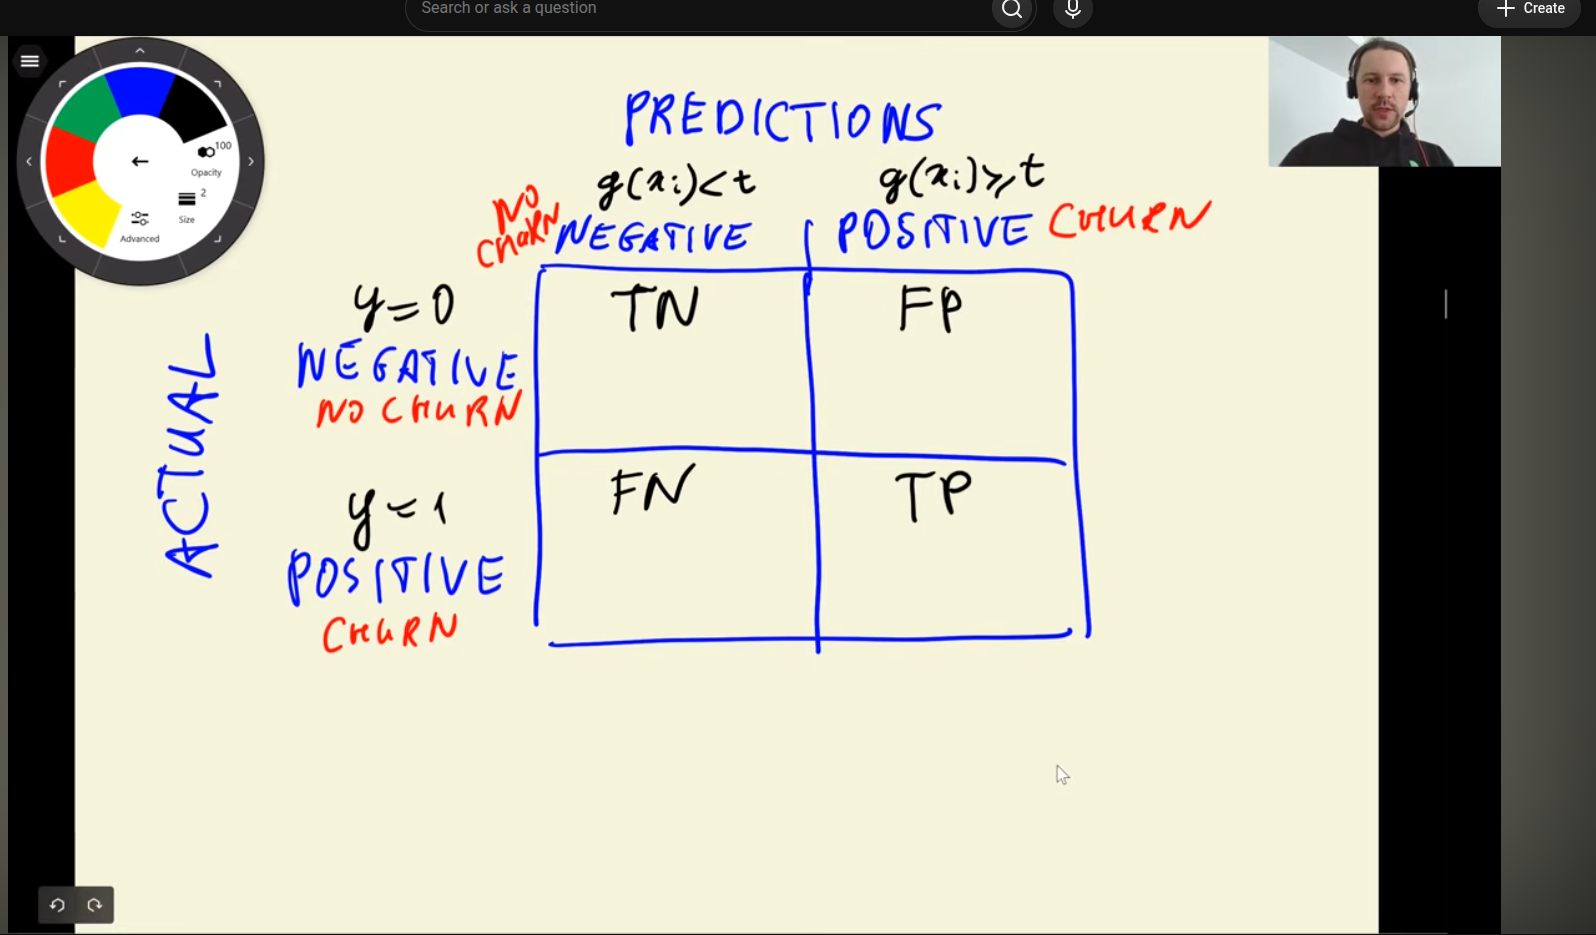 Search or ask a question
Create
100
Opacity
2
Size
Advanced
PREDICTIONS
g(xi)<t
g(xi)≥t
NO
CHURN
NEGATIVE
POSITIVE CHURN
ACTUAL
y=0
NEGATIVE
NO CHURN
TN
FP
y=1
POSITIVE
CHURN
FN
TP